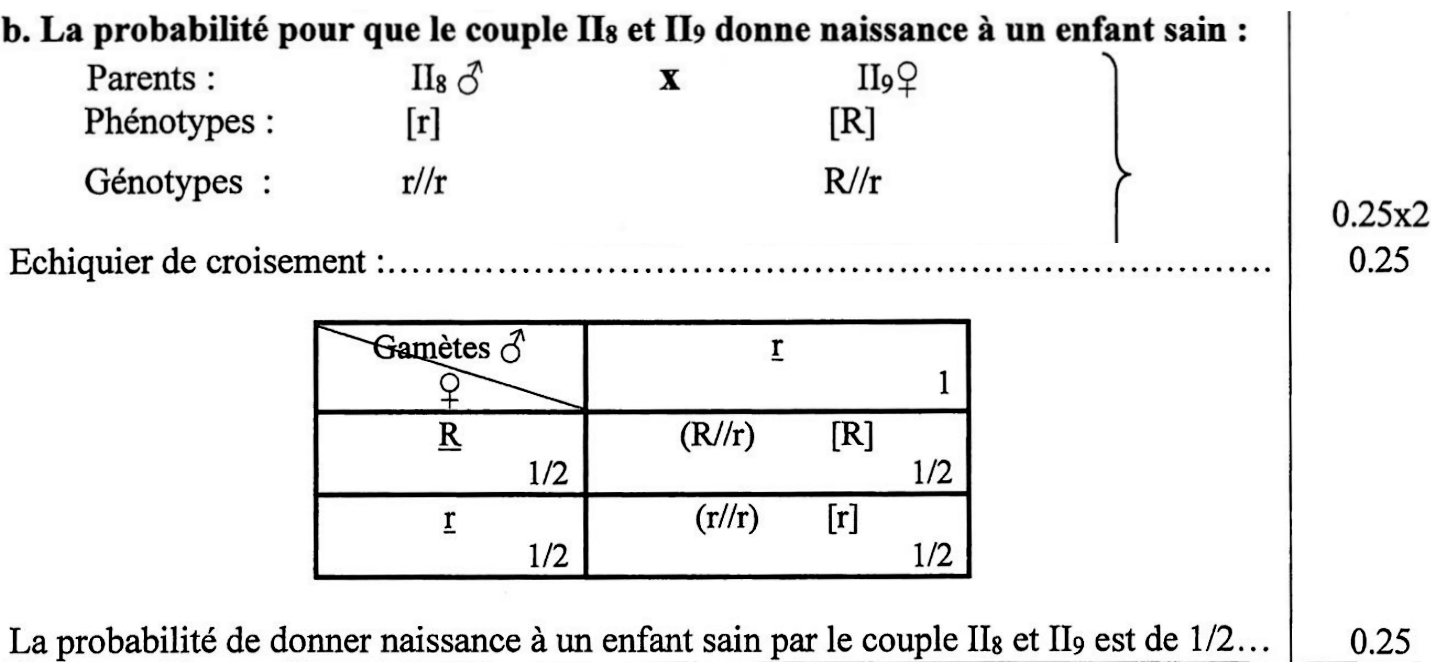 b. La probabilité pour que le couple II8 et II9 donne naissance à un enfant sain :
Parents : II8 ♂ x II9♀
Phénotypes : [r] [R]
Génotypes : r//r R//r
0.25x2
Echiquier de croisement :.......................................................................... 0.25
Gamètes ♂ r
♀ 1
R (R//r) [R]
1/2 1/2
r (r//r) [r]
1/2 1/2
La probabilité de donner naissance à un enfant sain par le couple II8 et II9 est de 1/2... 0.25